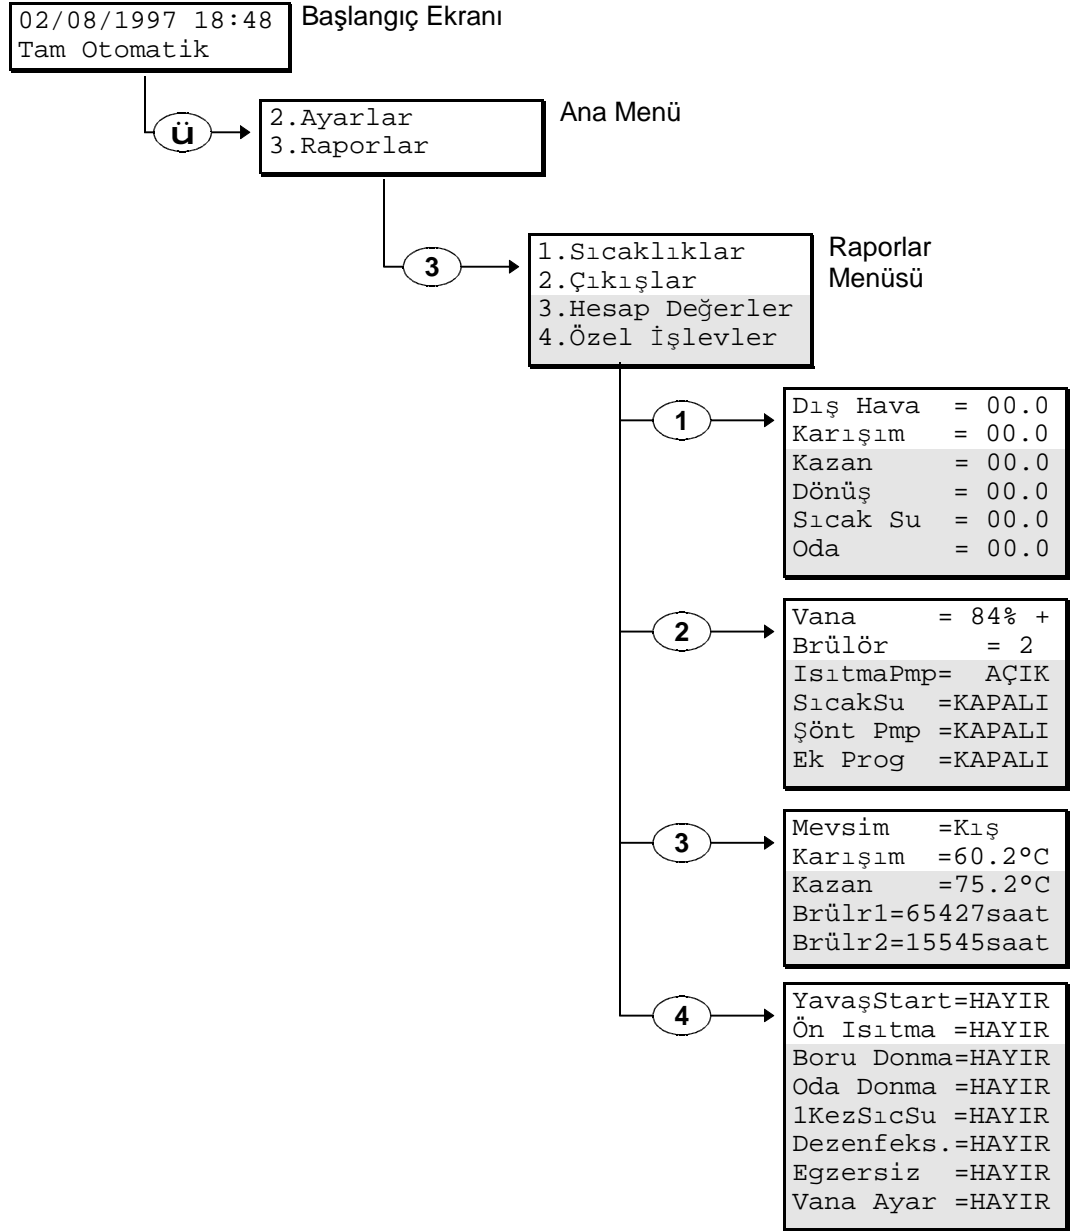 02/08/1997 18:48
Tam Otomatik
Başlangıç Ekranı
ü
2.Ayarlar
3.Raporlar
Ana Menü
3
1.Sıcaklıklar
2.Çıkışlar
3.Hesap Değerler
4.Özel İşlevler
Raporlar
Menüsü
1
Dış Hava = 00.0
Karışım = 00.0
Kazan = 00.0
Dönüş = 00.0
Sıcak Su = 00.0
Oda = 00.0
2
Vana = 84% +
Brülör = 2
IsıtmaPmp= AÇIK
SıcakSu =KAPALI
Şönt Pmp =KAPALI
Ek Prog =KAPALI
3
Mevsim =Kış
Karışım =60.2°C
Kazan =75.2°C
Brülr1=65427saat
Brülr2=15545saat
4
YavaşStart=HAYIR
Ön Isıtma =HAYIR
Boru Donma=HAYIR
Oda Donma =HAYIR
1KezSıcSu =HAYIR
Dezenfeks.=HAYIR
Egzersiz =HAYIR
Vana Ayar =HAYIR